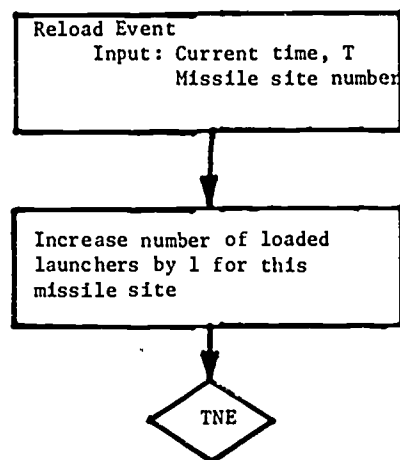 Reload Event
Input: Current time, T
Missile site number
Increase number of loaded
launchers by 1 for this
missile site
TNE